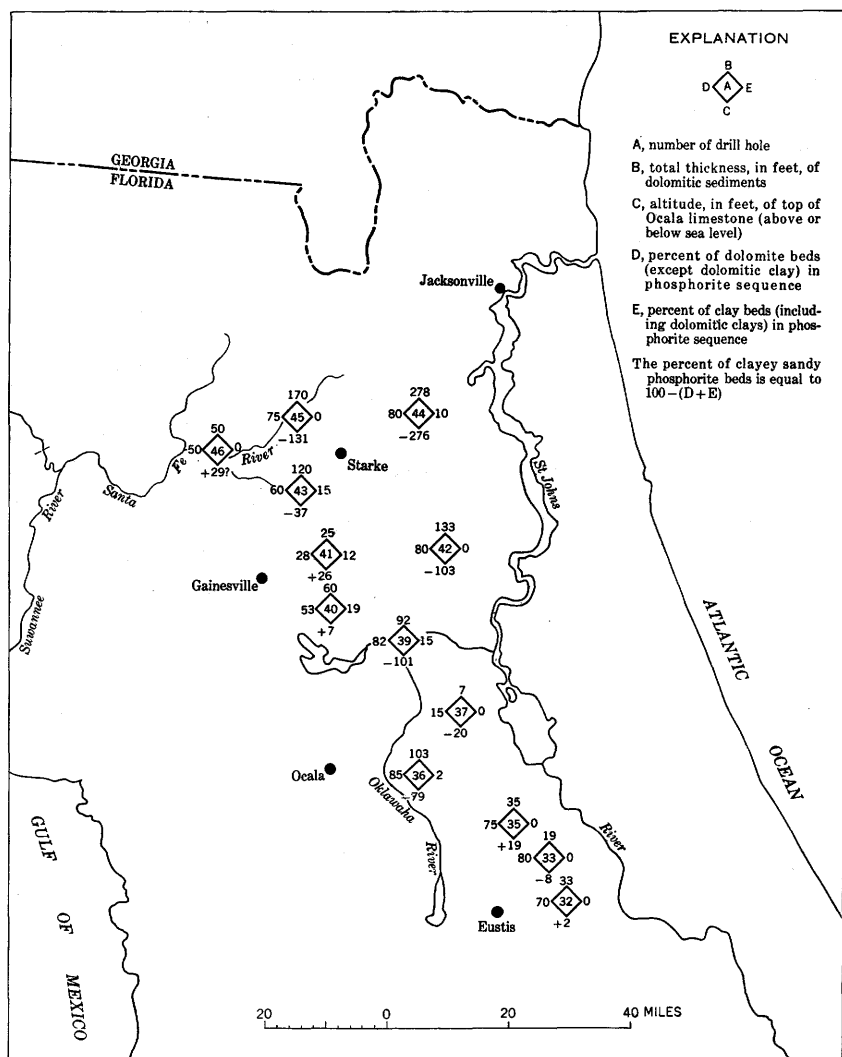 EXPLANATION
B
D A E
C
A, number of drill hole
B, total thickness, in feet, of
dolomitic sediments
C, altitude, in feet, of top of
Ocala limestone (above or
below sea level)
D, percent of dolomite beds
(except dolomitic clay) in
phosphorite sequence
E, percent of clay beds (includ-
ing dolomitic clays) in phos-
phorite sequence
The percent of clayey sandy
phosphorite beds is equal to
100−(D+E)
GEORGIA
FLORIDA
Jacksonville
278
80 44 10
−276
170
75 45 0
−131
50
50 46 0
+29?
Starke
120
60 43 15
−37
Santa Fe River
Suwannee River
St Johns River
133
80 42 0
−103
25
28 41 12
+26
Gainesville
60
53 40 19
+7
92
82 39 15
−101
7
15 37 0
−20
103
85 36 2
−79
Ocala
Oklawaha River
35
75 35 0
+19
19
80 33 0
−8
33
70 32 0
+2
Eustis
ATLANTIC OCEAN
GULF OF MEXICO
20 0 20 40 MILES